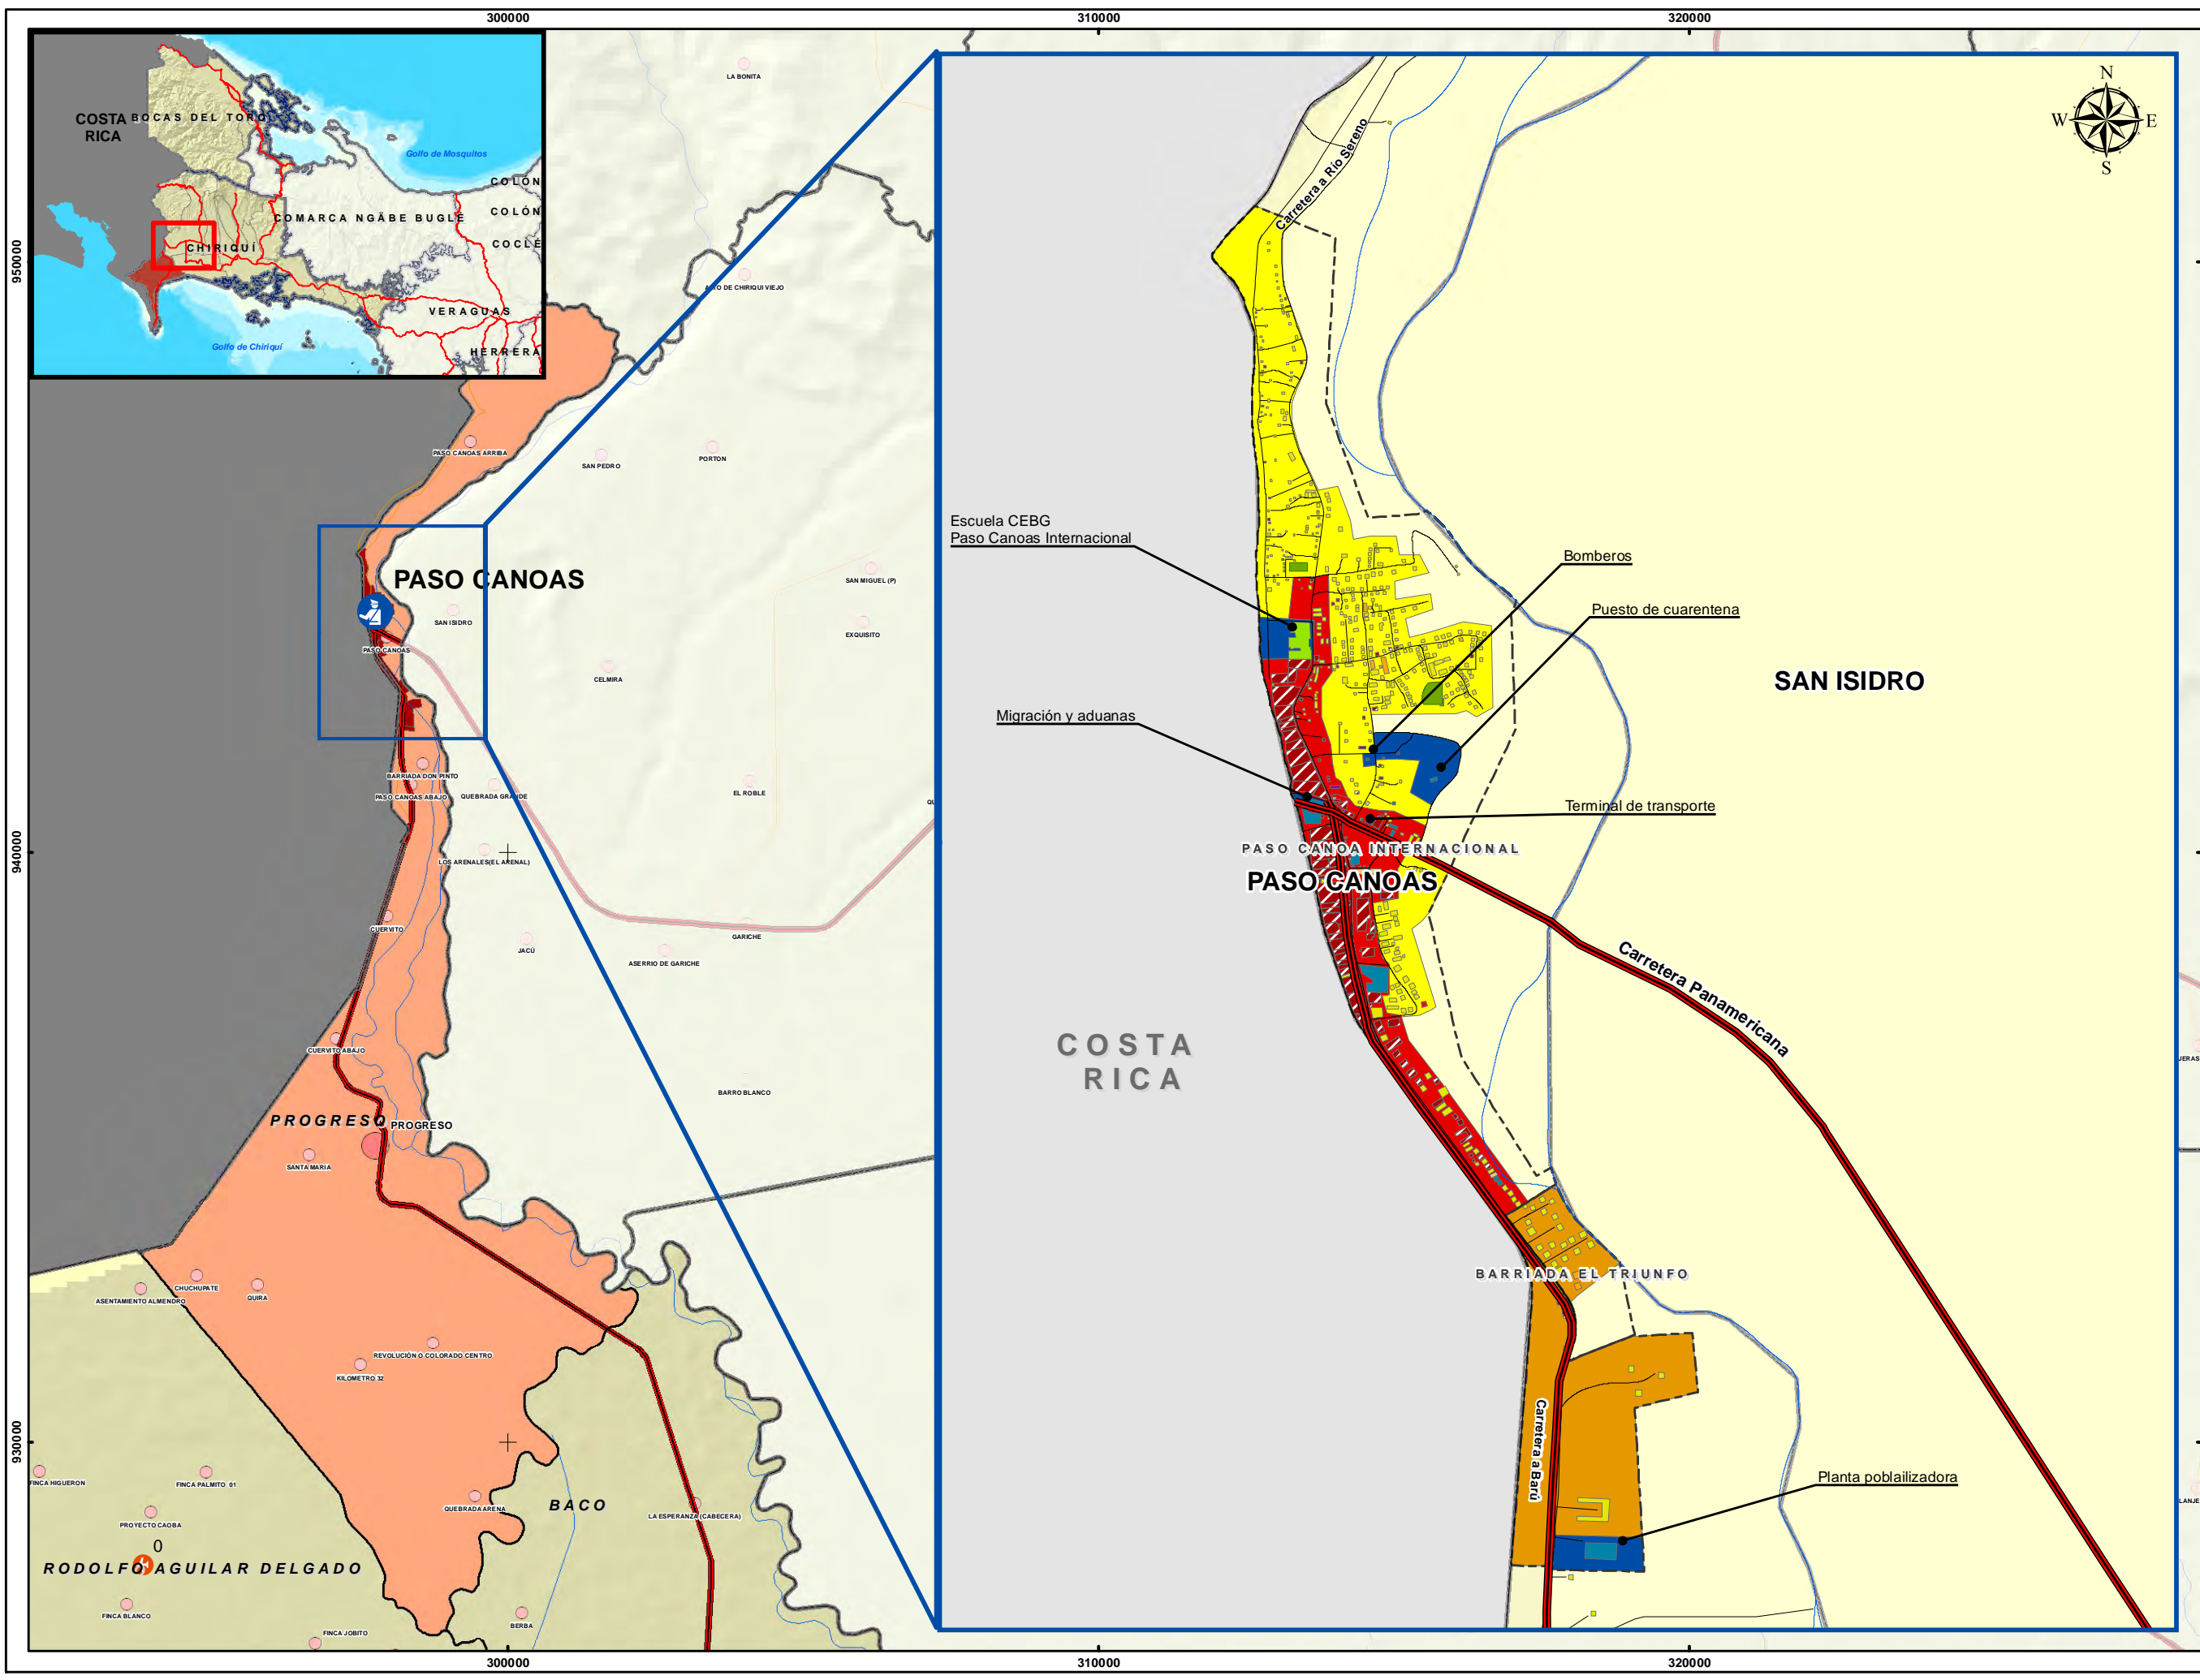 300000
310000
320000
950000
940000
930000
COSTA
RICA
BOCAS DEL TORO
Golfo de Mosquitos
COLÓN
COLÓN
COCLÉ
COMARCA NGÄBE BUGLÉ
CHIRIQUÍ
VERAGUAS
HERRERA
Golfo de Chiriquí
LA BONITA
ALTO DE CHIRIQUI VIEJO
PASO CANOAS ARRIBA
SAN PEDRO
PORTON
PASO CANOAS
SAN MIGUEL (P)
SAN ISIDRO
EXQUISITO
PASO CANOAS
CELMIRA
BARRIADA DON PINTO
PASO CANOAS ABAJO
QUEBRADA GRANDE
EL ROBLE
LOS ARENALES(EL ARENAL)
CUERVITO
JACÚ
GARICHE
ASERRIO DE GARICHE
CUERVITO ABAJO
BARRO BLANCO
PROGRESO
PROGRESO
SANTA MARIA
CHUCHUPATE
ASENTAMIENTO ALMENDRO
QUIRA
REVOLUCIÓN O COLORADO CENTRO
KILOMETRO 32
FINCA HIGUERON
FINCA PALMITO 01
QUEBRADA ARENA
BACO
LA ESPERANZA (CABECERA)
PROYECTO CAOBA
0
RODOLFO AGUILAR DELGADO
FINCA BLANCO
BERBA
FINCA JOBITO
N
W
E
S
Carretera a Río Sereno
Escuela CEBG
Paso Canoas Internacional
Bomberos
Puesto de cuarentena
SAN ISIDRO
Migración y aduanas
Terminal de transporte
PASO CANOA INTERNACIONAL
PASO CANOAS
Carretera Panamericana
COSTA
RICA
BARRIADA EL TRIUNFO
Carretera a Barú
Planta poblailizadora
300000
310000
320000